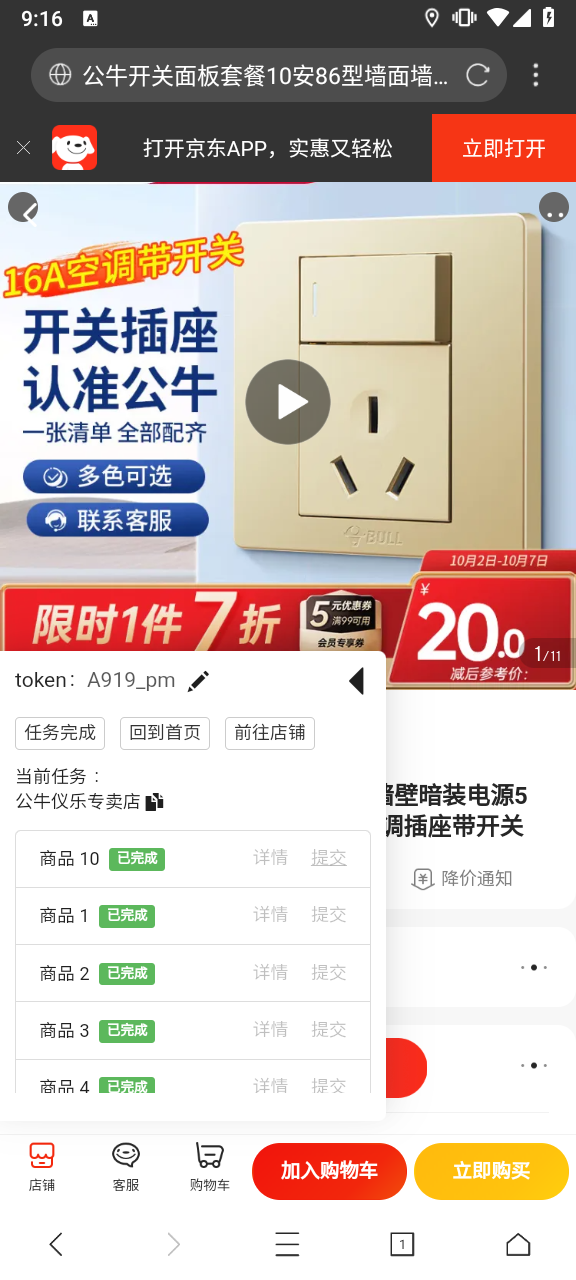 9:16
A
公牛开关面板套餐10安86型墙面墙...
打开京东APP，实惠又轻松
立即打开
16A空调带开关
开关插座
认准公牛
一张清单 全部配齐
多色可选
联系客服
BULL
10月2日-10月7日
限时1件7折
5元优惠券
满99可用
会员专享券
¥20.0
减后参考价:
1/11
token: A919_pm
任务完成 回到首页 前往店铺
当前任务：
公牛仪乐专卖店
墙壁暗装电源5
调插座带开关
降价通知
商品 10 已完成 详情 提交
商品 1 已完成 详情 提交
商品 2 已完成 详情 提交
商品 3 已完成 详情 提交
商品 4 已完成 详情 提交
店铺 客服 购物车 加入购物车 立即购买
1